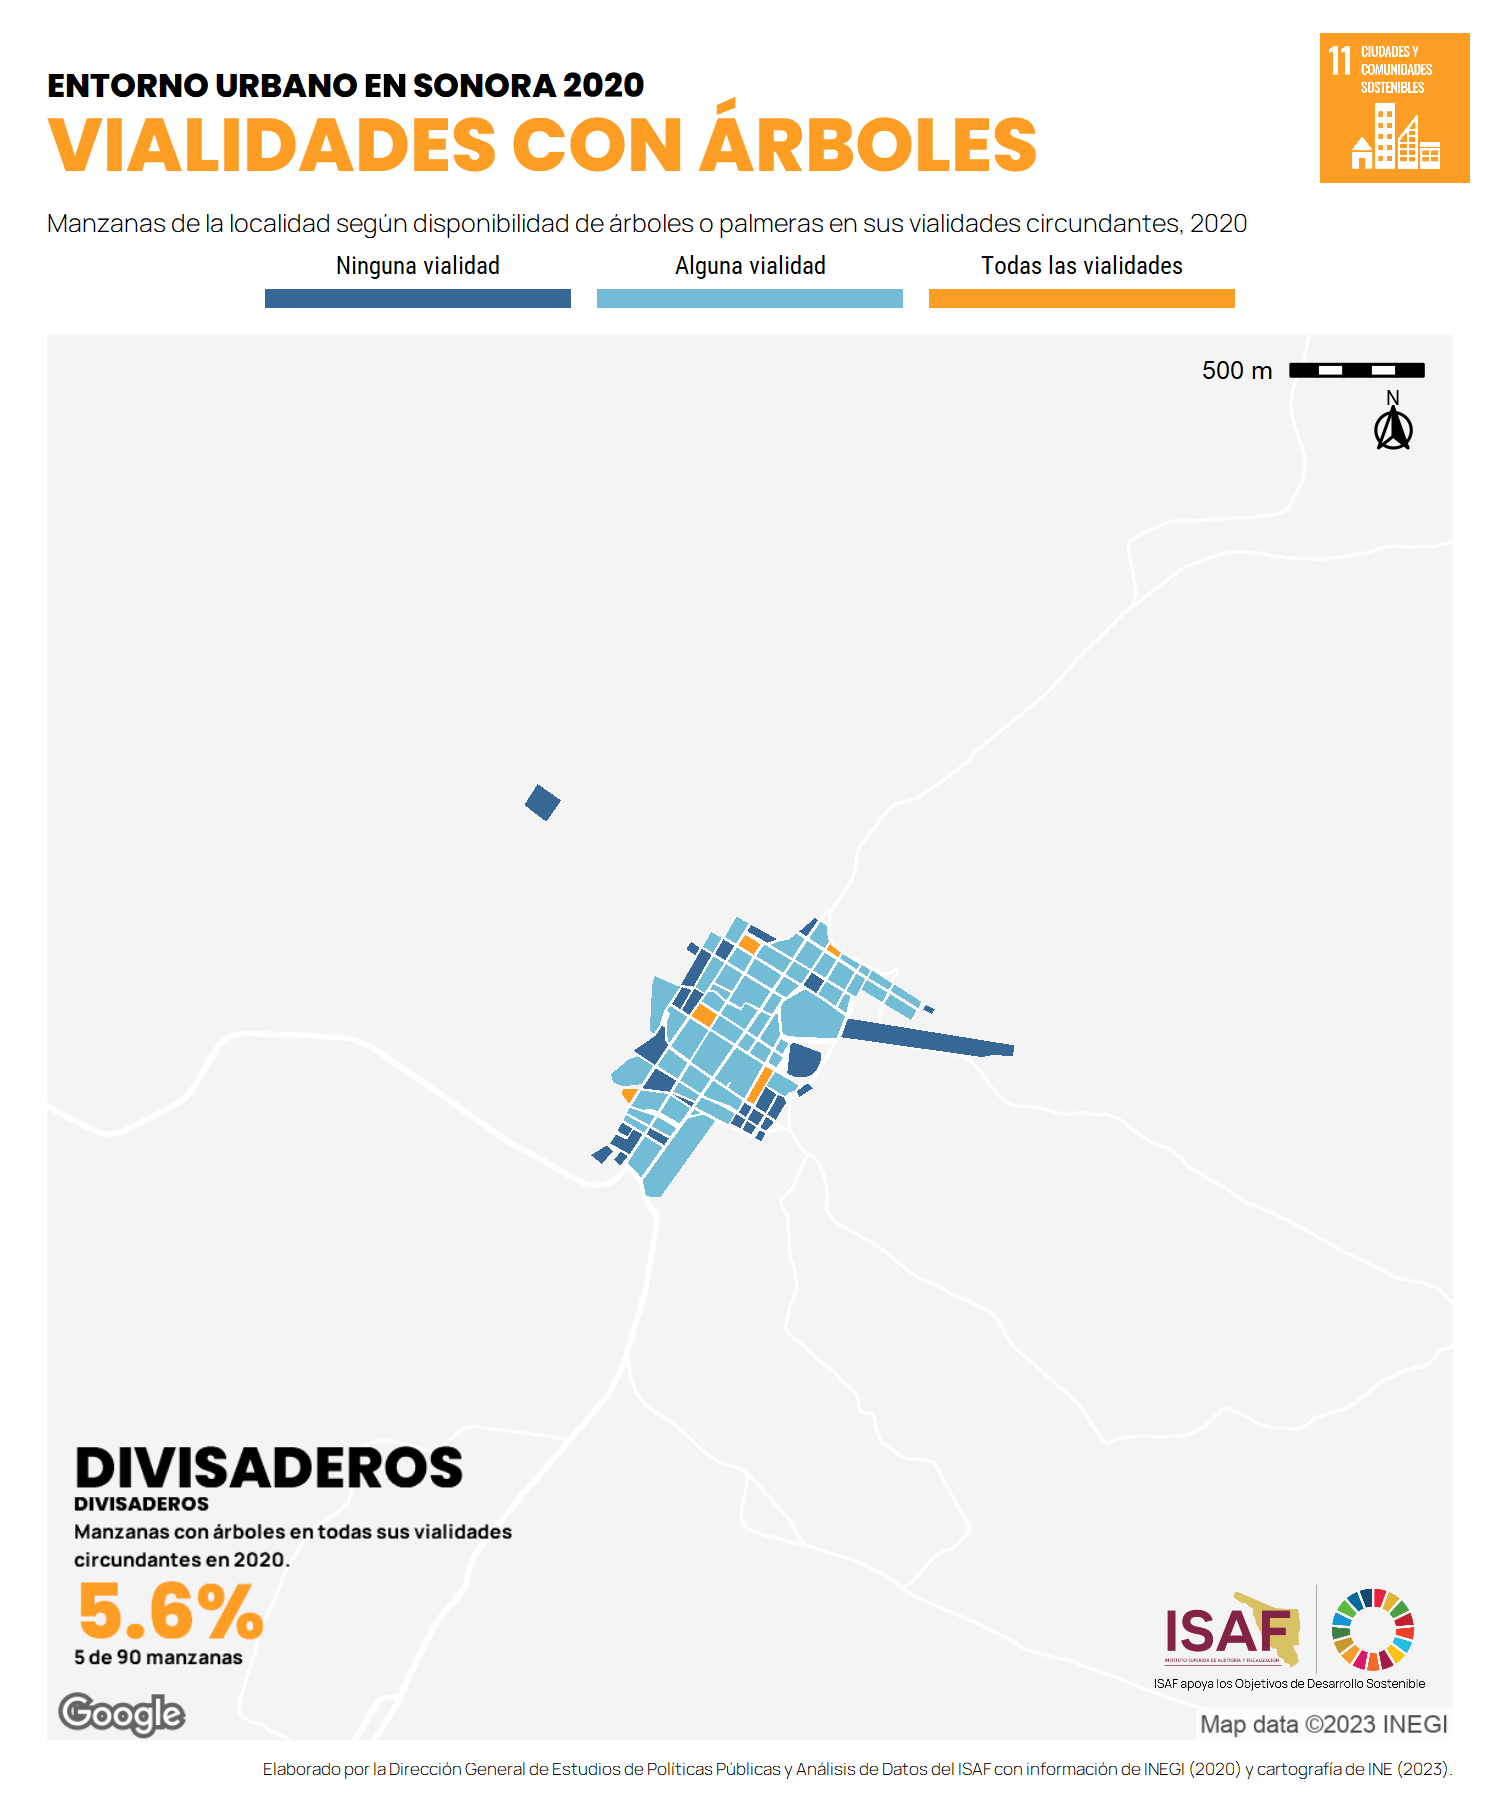 ENTORNO URBANO EN SONORA 2020
VIALIDADES CON ÁRBOLES
11 CIUDADES Y
COMUNIDADES
SOSTENIBLES
Manzanas de la localidad según disponibilidad de árboles o palmeras en sus vialidades circundantes, 2020
Ninguna vialidad
Alguna vialidad
Todas las vialidades
500 m
N
DIVISADEROS
DIVISADEROS
Manzanas con árboles en todas sus vialidades
circundantes en 2020.
5.6%
5 de 90 manzanas
ISAF
INSTITUTO SUPERIOR DE AUDITORÍA Y FISCALIZACIÓN
ISAF apoya los Objetivos de Desarrollo Sostenible
Google
Map data ©2023 INEGI
Elaborado por la Dirección General de Estudios de Políticas Públicas y Análisis de Datos del ISAF con información de INEGI (2020) y cartografía de INE (2023).